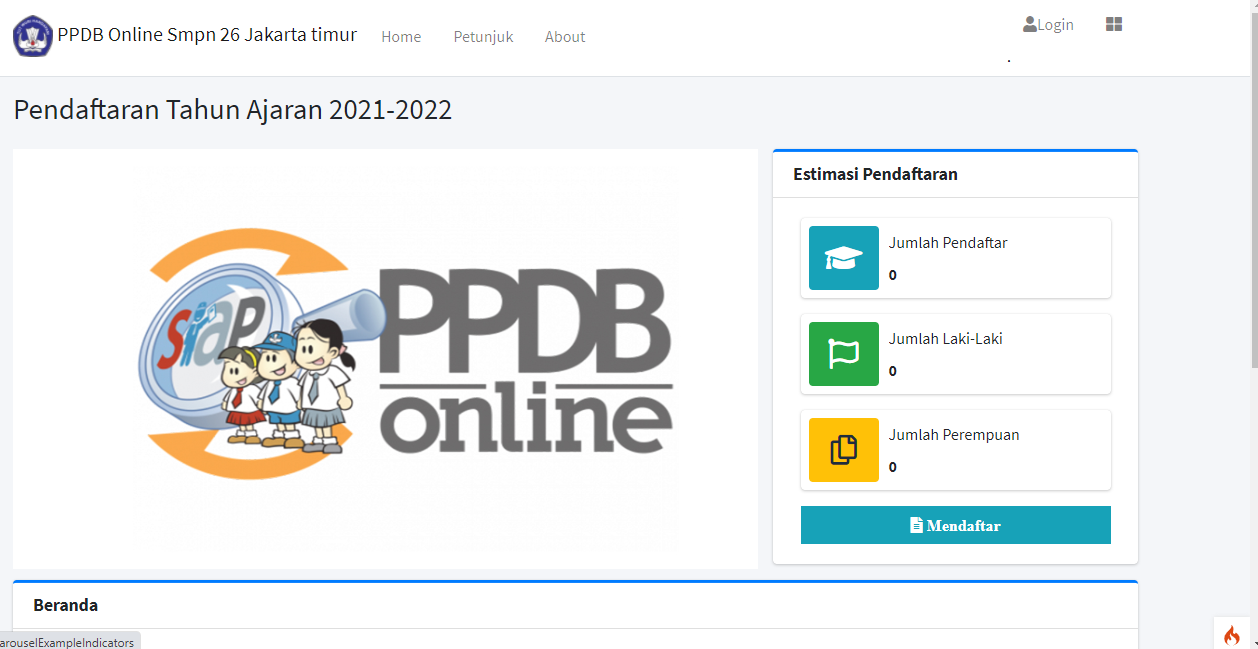 PPDB Online Smpn 26 Jakarta timur Home Petunjuk About Login
.
Pendaftaran Tahun Ajaran 2021-2022
siap
PPDB
online
Estimasi Pendaftaran
Jumlah Pendaftar
0
Jumlah Laki-Laki
0
Jumlah Perempuan
0
Mendaftar
Beranda
arouselExampleIndicators